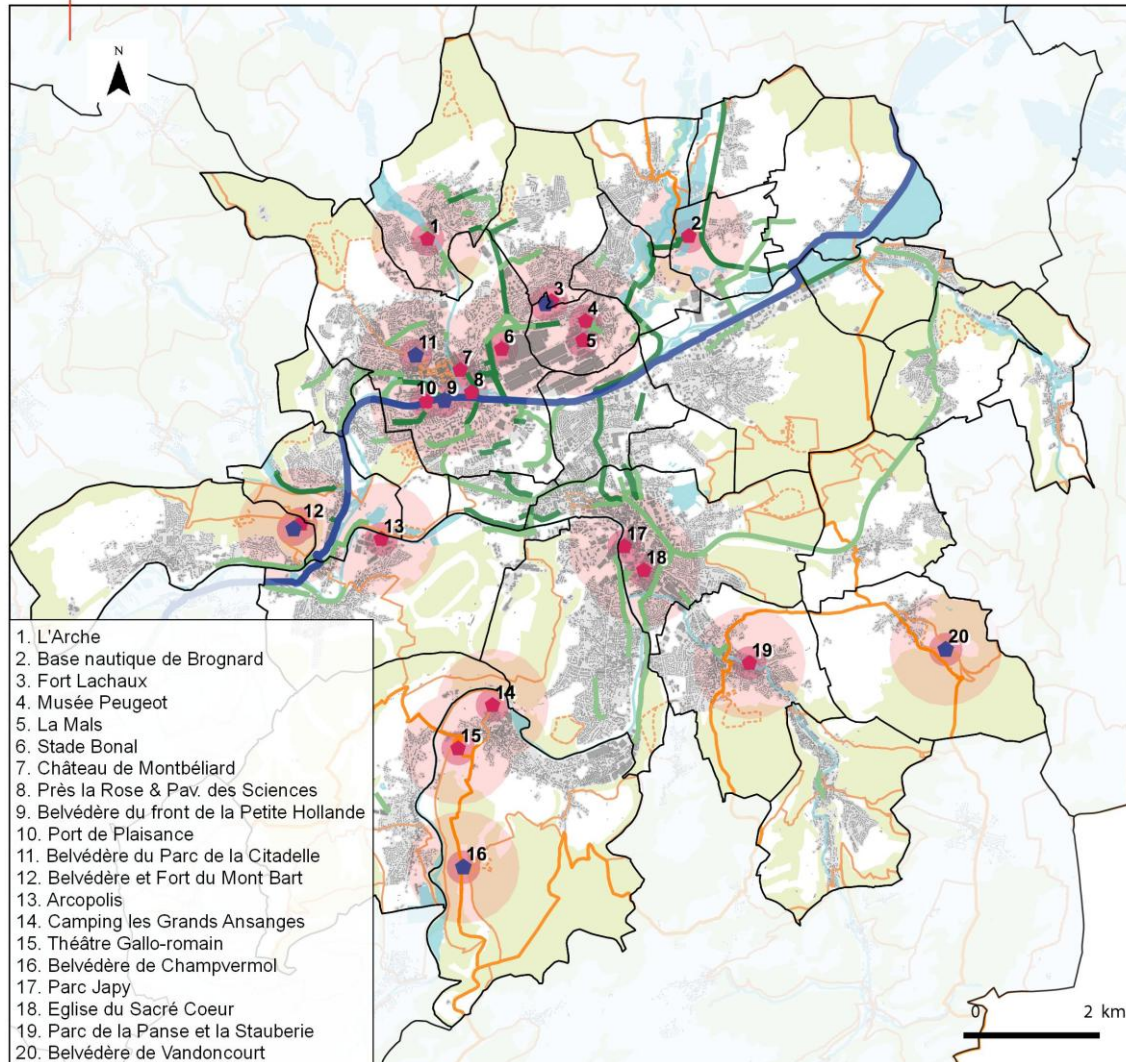 N
1
2
3
4
5
6
7
8
9
10
11
12
13
14
15
16
17
18
19
20
1. L'Arche
2. Base nautique de Brognard
3. Fort Lachaux
4. Musée Peugeot
5. La Mals
6. Stade Bonal
7. Château de Montbéliard
8. Près la Rose & Pav. des Sciences
9. Belvédère du front de la Petite Hollande
10. Port de Plaisance
11. Belvédère du Parc de la Citadelle
12. Belvédère et Fort du Mont Bart
13. Arcopolis
14. Camping les Grands Ansanges
15. Théâtre Gallo-romain
16. Belvédère de Champvermol
17. Parc Japy
18. Eglise du Sacré Coeur
19. Parc de la Panse et la Stauberie
20. Belvédère de Vandoncourt
0 2 km